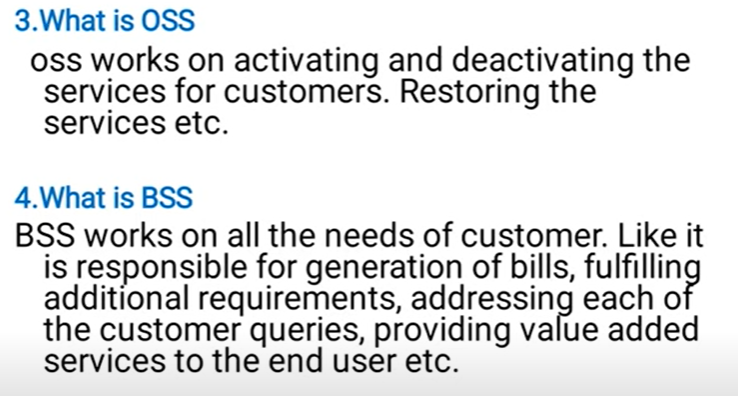 3.What is OSS
oss works on activating and deactivating the
services for customers. Restoring the
services etc.
4.What is BSS
BSS works on all the needs of customer. Like it
is responsible for generation of bills, fulfilling
additional requirements, addressing each of
the customer queries, providing value added
services to the end user etc.